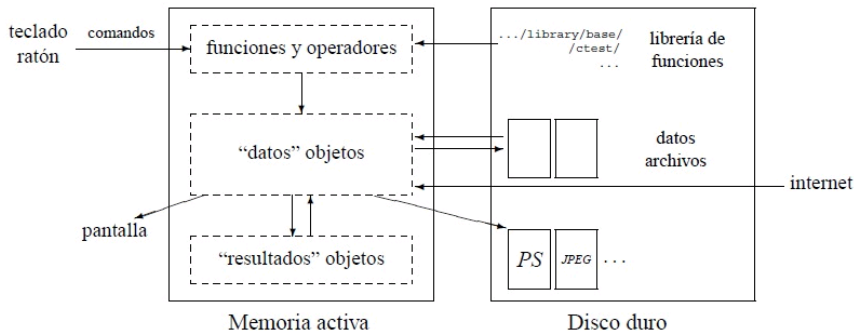 teclado
ratón
comandos
funciones y operadores
.../library/base/
/ctest/
...
librería de
funciones
“datos” objetos
datos
archivos
internet
pantalla
“resultados” objetos
PS
JPEG
...
Memoria activa
Disco duro